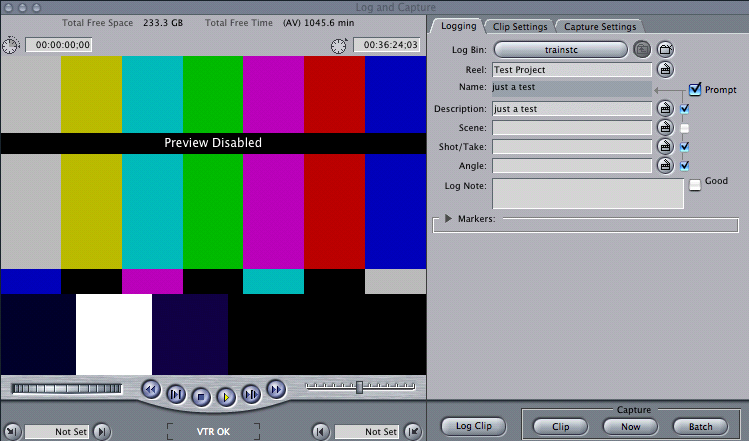 Log and Capture
Total Free Space 233.3 GB Total Free Time (AV) 1045.6 min
00:00:00;00 00:36:24;03
Preview Disabled
Not Set VTR OK Not Set
Logging Clip Settings Capture Settings
Log Bin: trainstc
Reel: Test Project
Name: just a test Prompt
Description: just a test
Scene:
Shot/Take:
Angle:
Log Note: Good
Markers:
Capture
Log Clip Clip Now Batch